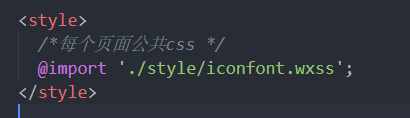 <style>
/*每个页面公共css */
@import './style/iconfont.wxss';
</style>